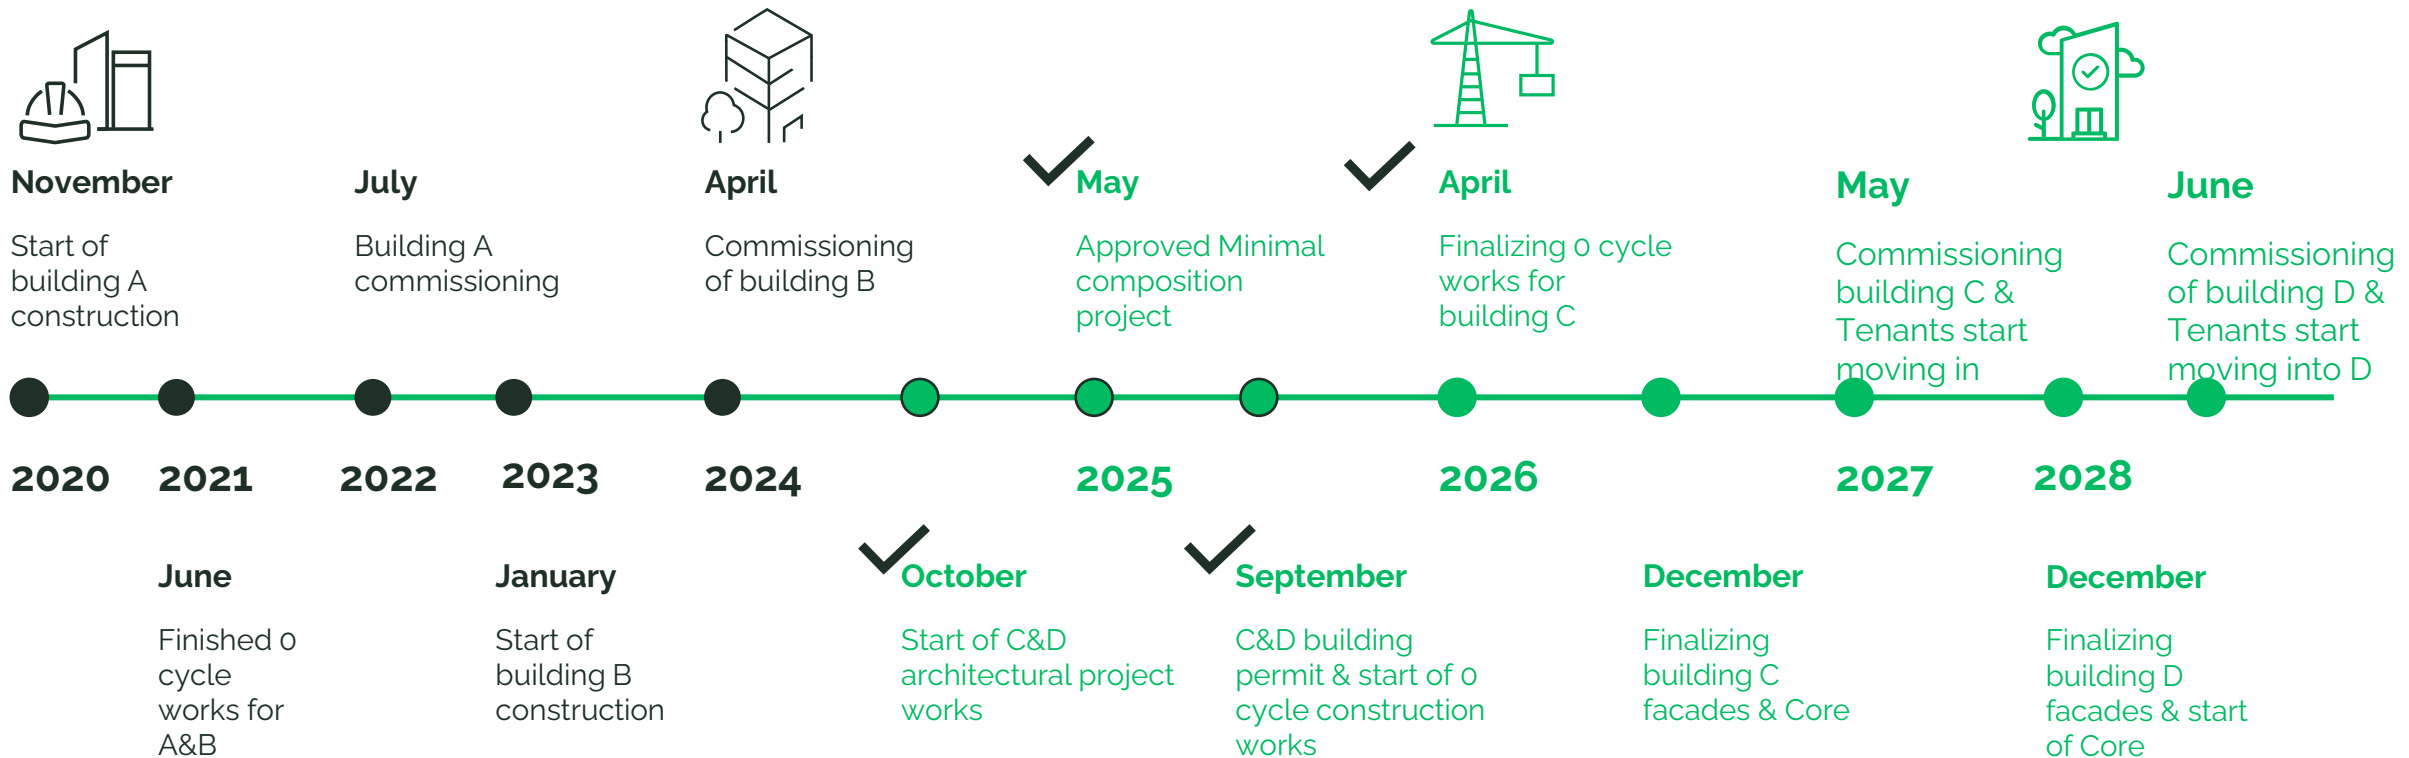 November
Start of
building A
construction
July
Building A
commissioning
April
Commissioning
of building B
May
Approved Minimal
composition
project
April
Finalizing 0 cycle
works for
building C
May
Commissioning
building C &
Tenants start
moving in
June
Commissioning
of building D &
Tenants start
moving into D
2020
2021
2022
2023
2024
2025
2026
2027
2028
June
Finished 0
cycle
works for
A&B
January
Start of
building B
construction
October
Start of C&D
architectural project
works
September
C&D building
permit & start of 0
cycle construction
works
December
Finalizing
building C
facades & Core
December
Finalizing
building D
facades & start
of Core